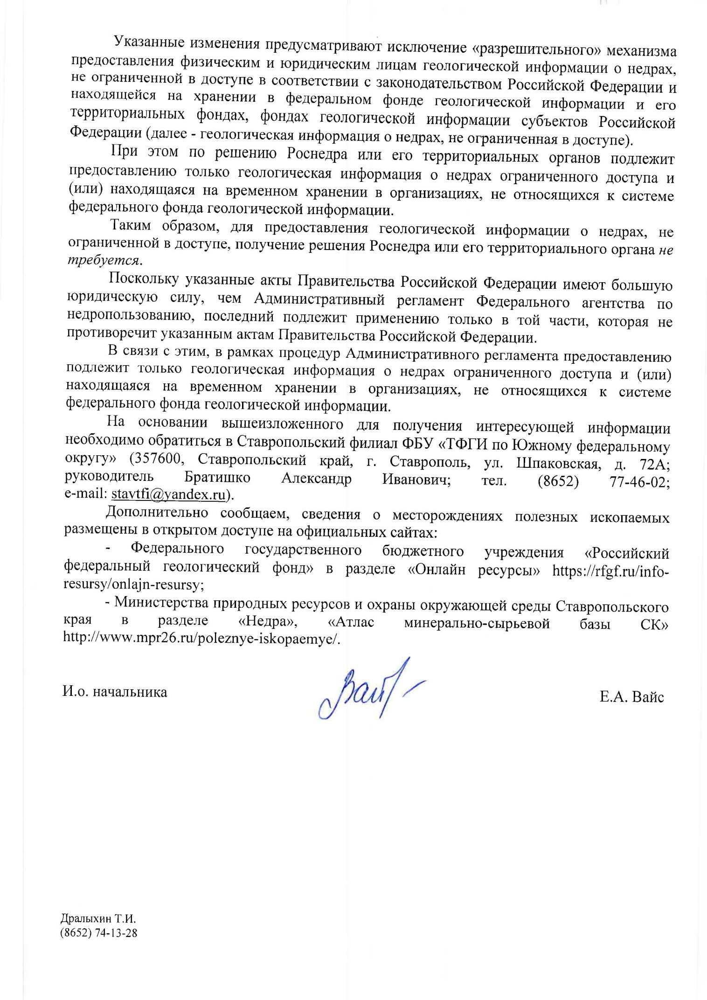 Указанные изменения предусматривают исключение «разрешительного» механизма
предоставления физическим и юридическим лицам геологической информации о недрах,
не ограниченной в доступе в соответствии с законодательством Российской Федерации и
находящейся на хранении в федеральном фонде геологической информации и его
территориальных фондах, фондах геологической информации субъектов Российской
Федерации (далее - геологическая информация о недрах, не ограниченная в доступе).
При этом по решению Роснедра или его территориальных органов подлежит
предоставлению только геологическая информация о недрах ограниченного доступа и
(или) находящаяся на временном хранении в организациях, не относящихся к системе
федерального фонда геологической информации.
Таким образом, для предоставления геологической информации о недрах, не
ограниченной в доступе, получение решения Роснедра или его территориального органа не
требуется.
Поскольку указанные акты Правительства Российской Федерации имеют большую
юридическую силу, чем Административный регламент Федерального агентства по
недропользованию, последний подлежит применению только в той части, которая не
противоречит указанным актам Правительства Российской Федерации.
В связи с этим, в рамках процедур Административного регламента предоставлению
подлежит только геологическая информация о недрах ограниченного доступа и (или)
находящаяся на временном хранении в организациях, не относящихся к системе
федерального фонда геологической информации.
На основании вышеизложенного для получения интересующей информации
необходимо обратиться в Ставропольский филиал ФБУ «ТФГИ по Южному федеральному
округу» (357600, Ставропольский край, г. Ставрополь, ул. Шпаковская, д. 72А;
руководитель Братишко Александр Иванович; тел. (8652) 77-46-02;
e-mail: stavtfi@yandex.ru).
Дополнительно сообщаем, сведения о месторождениях полезных ископаемых
размещены в открытом доступе на официальных сайтах:
- Федерального государственного бюджетного учреждения «Российский
федеральный геологический фонд» в разделе «Онлайн ресурсы» https://rfgf.ru/info-
resursy/onlajn-resursy;
- Министерства природных ресурсов и охраны окружающей среды Ставропольского
края в разделе «Недра», «Атлас минерально-сырьевой базы СК»
http://www.mpr26.ru/poleznye-iskopaemye/.
И.о. начальника
Е.А. Вайс
Дралыхин Т.И.
(8652) 74-13-28